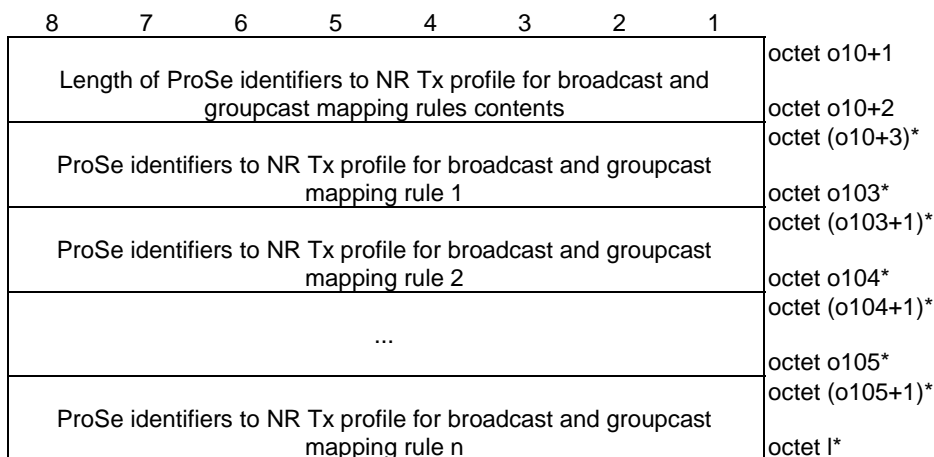 8 7 6 5 4 3 2 1
octet o10+1
Length of ProSe identifiers to NR Tx profile for broadcast and
groupcast mapping rules contents
octet o10+2
octet (o10+3)*
ProSe identifiers to NR Tx profile for broadcast and groupcast
mapping rule 1
octet o103*
octet (o103+1)*
ProSe identifiers to NR Tx profile for broadcast and groupcast
mapping rule 2
octet o104*
octet (o104+1)*
...
octet o105*
octet (o105+1)*
ProSe identifiers to NR Tx profile for broadcast and groupcast
mapping rule n
octet l*